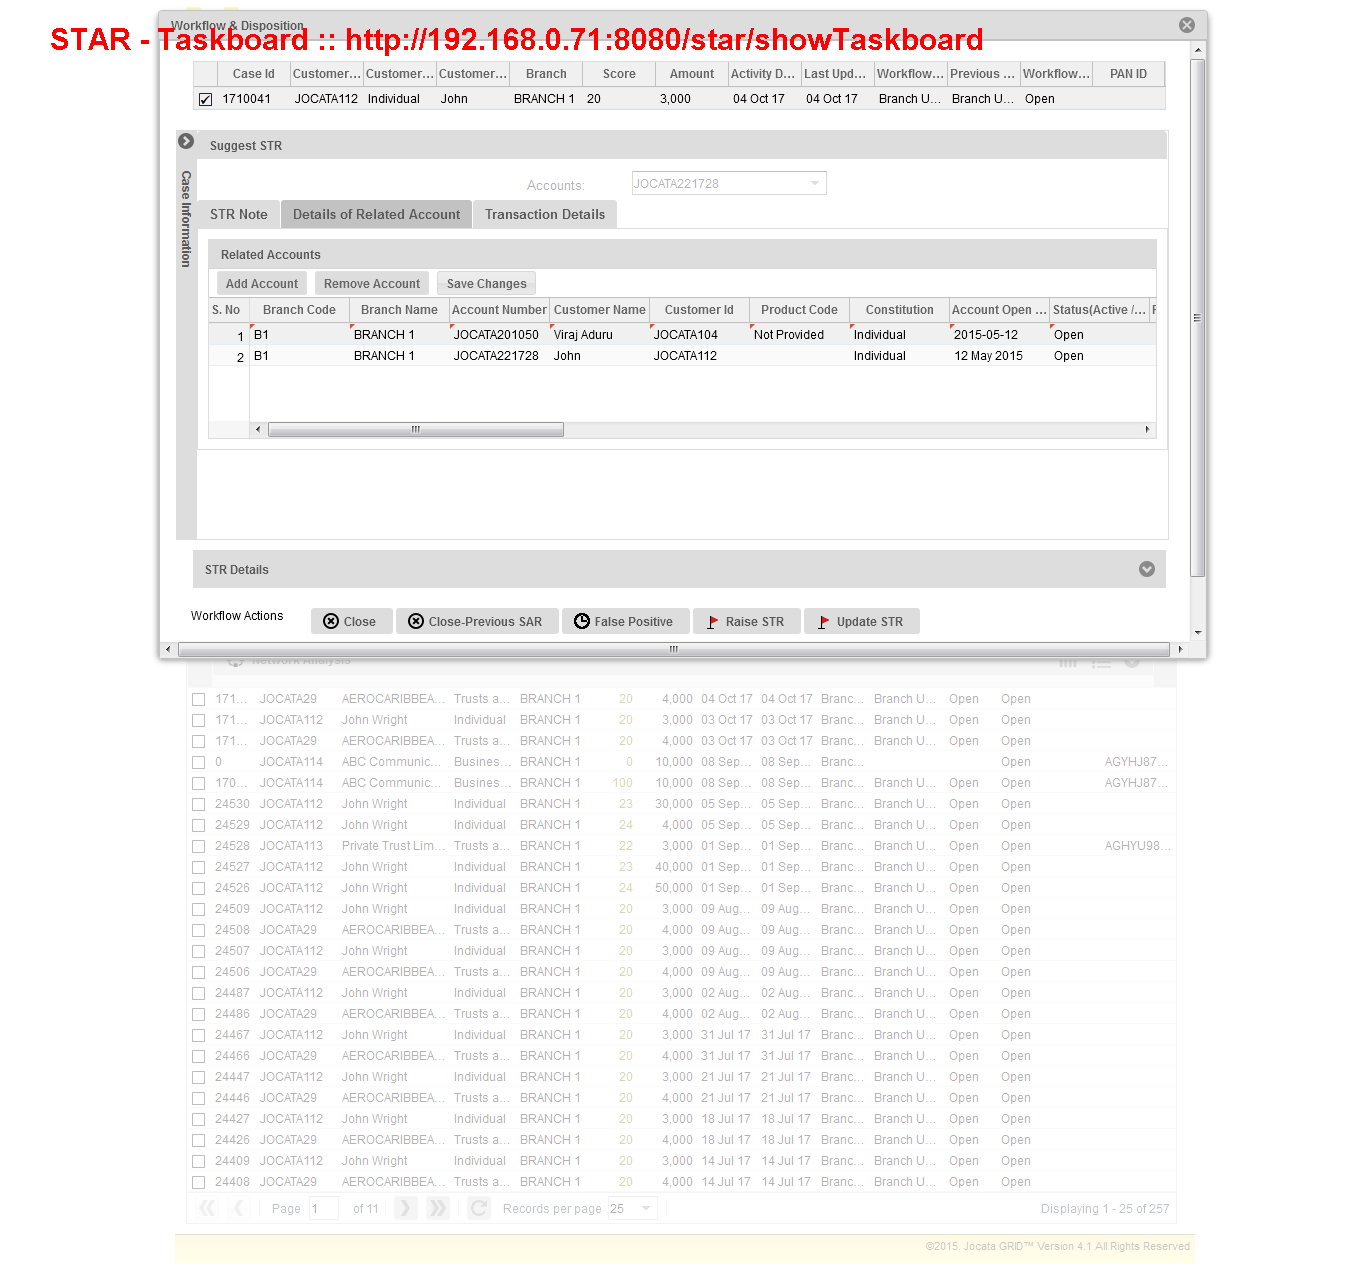 Workflow & Disposition
STAR - Taskboard :: http://192.168.0.71:8080/star/showTaskboard
Case Id Customer... Customer... Customer... Branch Score Amount Activity D... Last Upd... Workflow... Previous ... Workflow... PAN ID
1710041 JOCATA112 Individual John BRANCH 1 20 3,000 04 Oct 17 04 Oct 17 Branch U... Branch U... Open
Case Information
Suggest STR
Accounts: JOCATA221728
STR Note Details of Related Account Transaction Details
Related Accounts
Add Account Remove Account Save Changes
S. No Branch Code Branch Name Account Number Customer Name Customer Id Product Code Constitution Account Open ... Status(Active /...
1 B1 BRANCH 1 JOCATA201050 Viraj Aduru JOCATA104 Not Provided Individual 2015-05-12 Open
2 B1 BRANCH 1 JOCATA221728 John JOCATA112 Individual 12 May 2015 Open
STR Details
Workflow Actions Close Close-Previous SAR False Positive Raise STR Update STR
Network Analysis
171... JOCATA29 AEROCARIBBEA... Trusts a... BRANCH 1 20 4,000 04 Oct 17 04 Oct 17 Branc... Branch U... Open Open
171... JOCATA112 John Wright Individual BRANCH 1 20 3,000 03 Oct 17 03 Oct 17 Branc... Branch U... Open Open
171... JOCATA29 AEROCARIBBEA... Trusts a... BRANCH 1 20 4,000 03 Oct 17 03 Oct 17 Branc... Branch U... Open Open
0 JOCATA114 ABC Communic... Busines... BRANCH 1 0 10,000 08 Sep... 08 Sep... Branc... Open AGYHJ87...
170... JOCATA114 ABC Communic... Busines... BRANCH 1 100 10,000 08 Sep... 08 Sep... Branc... Branch U... Open Open AGYHJ87...
24530 JOCATA112 John Wright Individual BRANCH 1 23 30,000 05 Sep... 05 Sep... Branc... Branch U... Open Open
24529 JOCATA112 John Wright Individual BRANCH 1 24 4,000 05 Sep... 05 Sep... Branc... Branch U... Open Open
24528 JOCATA113 Private Trust Lim... Trusts a... BRANCH 1 22 3,000 01 Sep... 01 Sep... Branc... Branch U... Open Open AGHYU98...
24527 JOCATA112 John Wright Individual BRANCH 1 23 40,000 01 Sep... 01 Sep... Branc... Branch U... Open Open
24526 JOCATA112 John Wright Individual BRANCH 1 24 50,000 01 Sep... 01 Sep... Branc... Branch U... Open Open
24509 JOCATA112 John Wright Individual BRANCH 1 20 3,000 09 Aug... 09 Aug... Branc... Branch U... Open Open
24508 JOCATA29 AEROCARIBBEA... Trusts a... BRANCH 1 20 4,000 09 Aug... 09 Aug... Branc... Branch U... Open Open
24507 JOCATA112 John Wright Individual BRANCH 1 20 3,000 09 Aug... 09 Aug... Branc... Branch U... Open Open
24506 JOCATA29 AEROCARIBBEA... Trusts a... BRANCH 1 20 4,000 09 Aug... 09 Aug... Branc... Branch U... Open Open
24487 JOCATA112 John Wright Individual BRANCH 1 20 3,000 02 Aug... 02 Aug... Branc... Branch U... Open Open
24486 JOCATA29 AEROCARIBBEA... Trusts a... BRANCH 1 20 4,000 02 Aug... 02 Aug... Branc... Branch U... Open Open
24467 JOCATA112 John Wright Individual BRANCH 1 20 3,000 31 Jul 17 31 Jul 17 Branc... Branch U... Open Open
24466 JOCATA29 AEROCARIBBEA... Trusts a... BRANCH 1 20 4,000 31 Jul 17 31 Jul 17 Branc... Branch U... Open Open
24447 JOCATA112 John Wright Individual BRANCH 1 20 3,000 21 Jul 17 21 Jul 17 Branc... Branch U... Open Open
24446 JOCATA29 AEROCARIBBEA... Trusts a... BRANCH 1 20 4,000 21 Jul 17 21 Jul 17 Branc... Branch U... Open Open
24427 JOCATA112 John Wright Individual BRANCH 1 20 3,000 18 Jul 17 18 Jul 17 Branc... Branch U... Open Open
24426 JOCATA29 AEROCARIBBEA... Trusts a... BRANCH 1 20 4,000 18 Jul 17 18 Jul 17 Branc... Branch U... Open Open
24409 JOCATA112 John Wright Individual BRANCH 1 20 3,000 14 Jul 17 14 Jul 17 Branc... Branch U... Open Open
24408 JOCATA29 AEROCARIBBEA... Trusts a... BRANCH 1 20 4,000 14 Jul 17 14 Jul 17 Branc... Branch U... Open Open
Page 1 of 11 Records per page 25 Displaying 1 - 25 of 257
©2015. Jocata GRID™ Version 4.1 All Rights Reserved